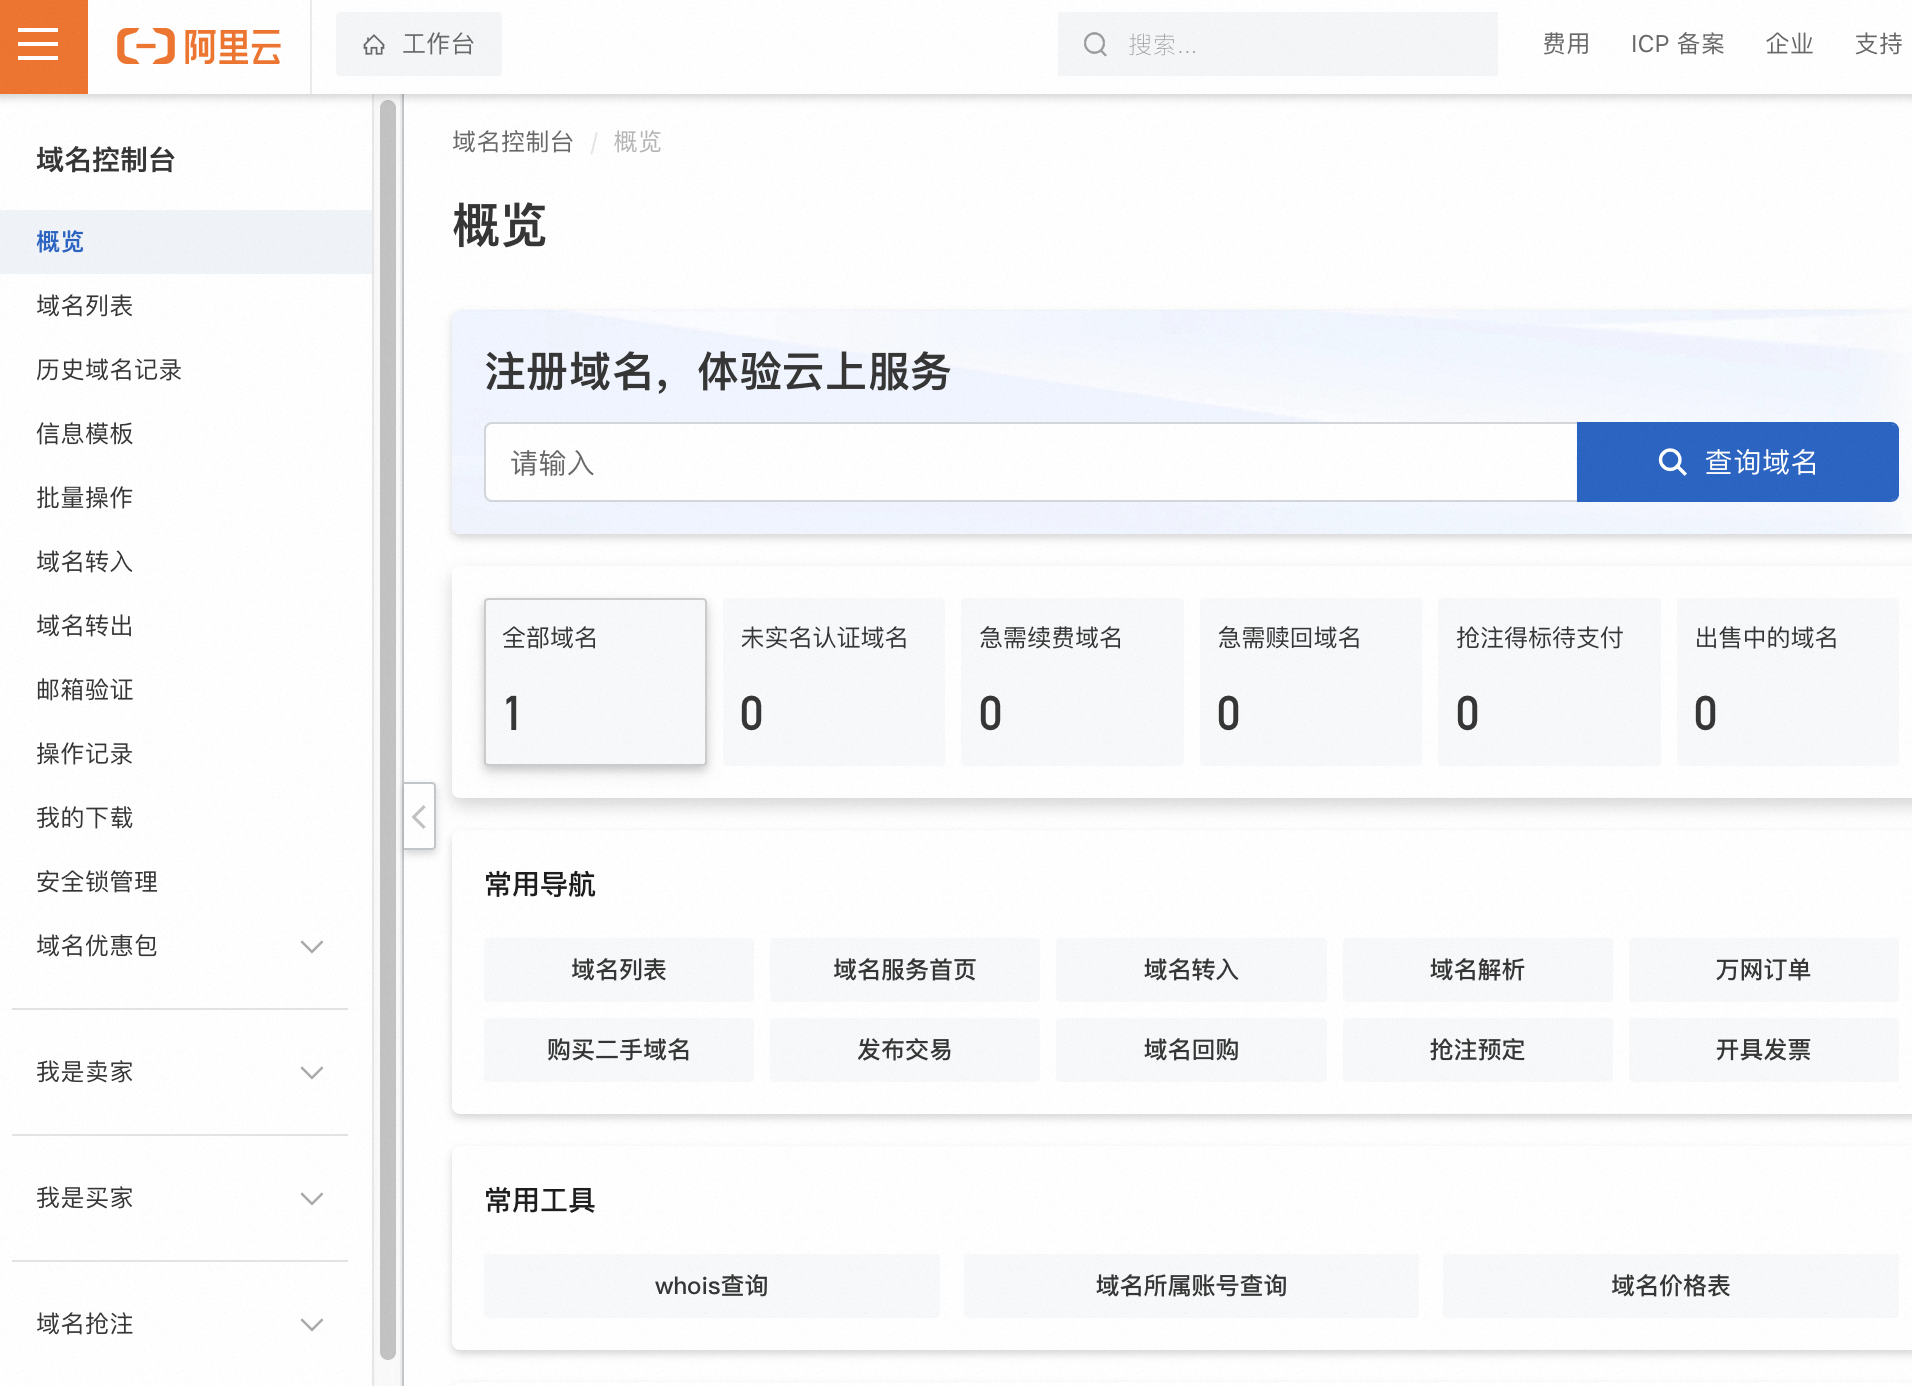 阿里云
工作台
搜索...
费用
ICP 备案
企业
支持
域名控制台
概览
域名列表
历史域名记录
信息模板
批量操作
域名转入
域名转出
邮箱验证
操作记录
我的下载
安全锁管理
域名优惠包
我是卖家
我是买家
域名抢注
域名控制台 / 概览
概览
注册域名，体验云上服务
请输入
查询域名
全部域名
1
未实名认证域名
0
急需续费域名
0
急需赎回域名
0
抢注得标待支付
0
出售中的域名
0
常用导航
域名列表
域名服务首页
域名转入
域名解析
万网订单
购买二手域名
发布交易
域名回购
抢注预定
开具发票
常用工具
whois查询
域名所属账号查询
域名价格表